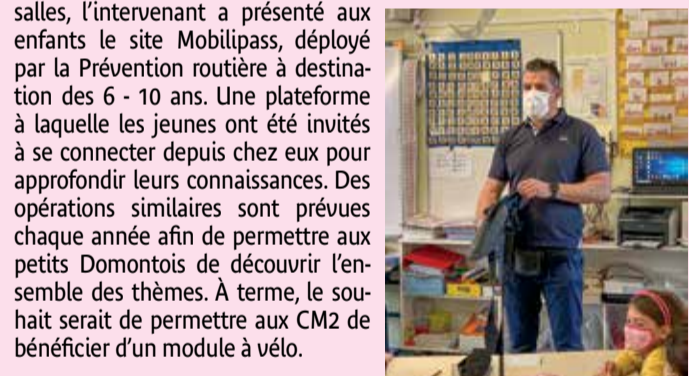 salles, l'intervenant a présenté aux
enfants le site Mobilipass, déployé
par la Prévention routière à destina-
tion des 6 - 10 ans. Une plateforme
à laquelle les jeunes ont été invités
à se connecter depuis chez eux pour
approfondir leurs connaissances. Des
opérations similaires sont prévues
chaque année afin de permettre aux
petits Domontois de découvrir l'en-
semble des thèmes. À terme, le sou-
hait serait de permettre aux CM2 de
bénéficier d'un module à vélo.